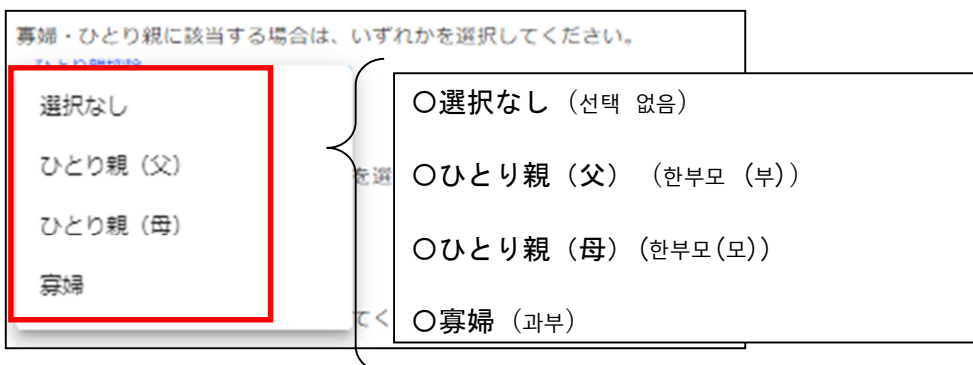 寡婦・ひとり親に該当する場合は、いずれかを選択してください。
選択なし
ひとり親（父）
ひとり親（母）
寡婦
を選
てく
〇選択なし（선택 없음）
〇ひとり親（父）（한부모 (부)）
〇ひとり親（母）(한부모(모))
〇寡婦（과부）